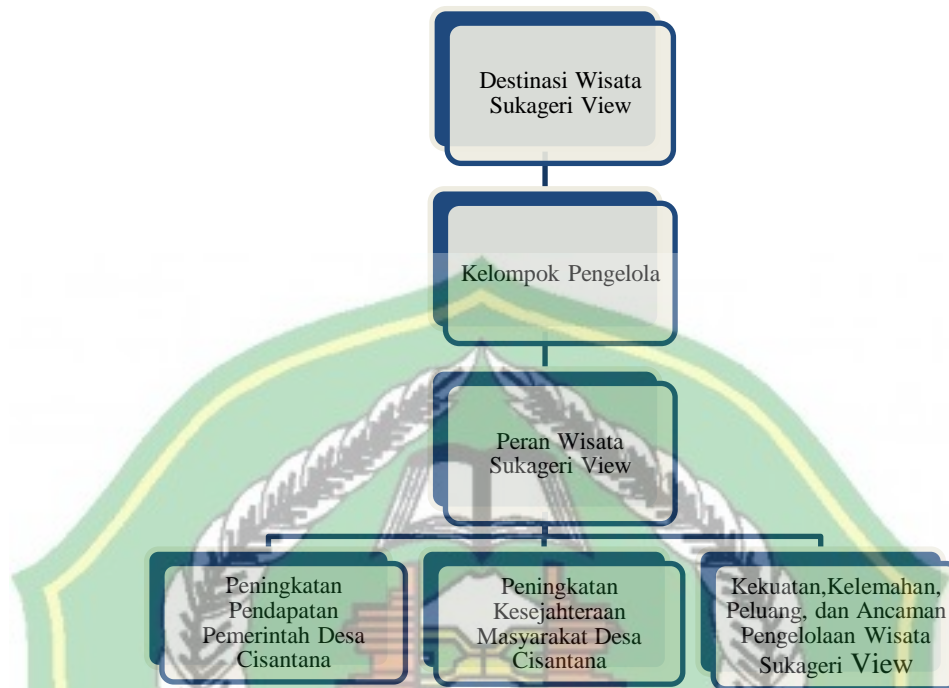 Destinasi Wisata
Sukageri View
Kelompok Pengelola
Peran Wisata
Sukageri View
Peningkatan
Pendapatan
Pemerintah Desa
Cisantana
Peningkatan
Kesejahteraan
Masyarakat Desa
Cisantana
Kekuatan,Kelemahan,
Peluang, dan Ancaman
Pengelolaan Wisata
Sukageri View